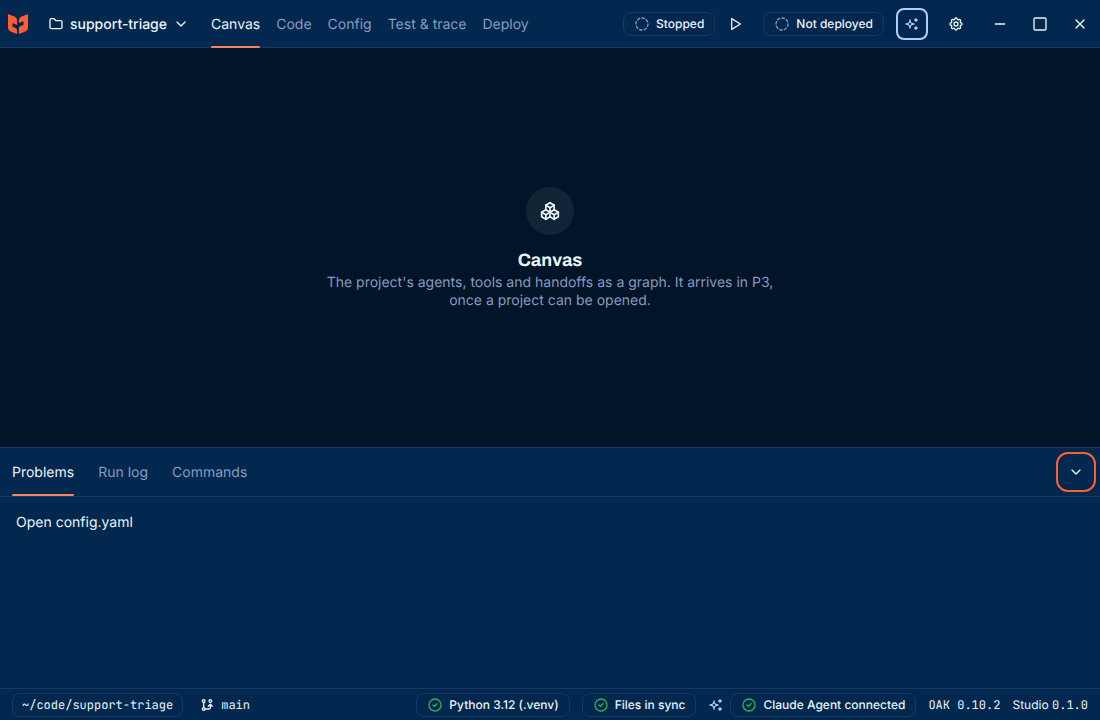 support-triage
Canvas
Code
Config
Test & trace
Deploy
Stopped
Not deployed
Canvas
The project's agents, tools and handoffs as a graph. It arrives in P3,
once a project can be opened.
Problems
Run log
Commands
Open config.yaml
~/code/support-triage
main
Python 3.12 (.venv)
Files in sync
Claude Agent connected
OAK 0.10.2
Studio 0.1.0